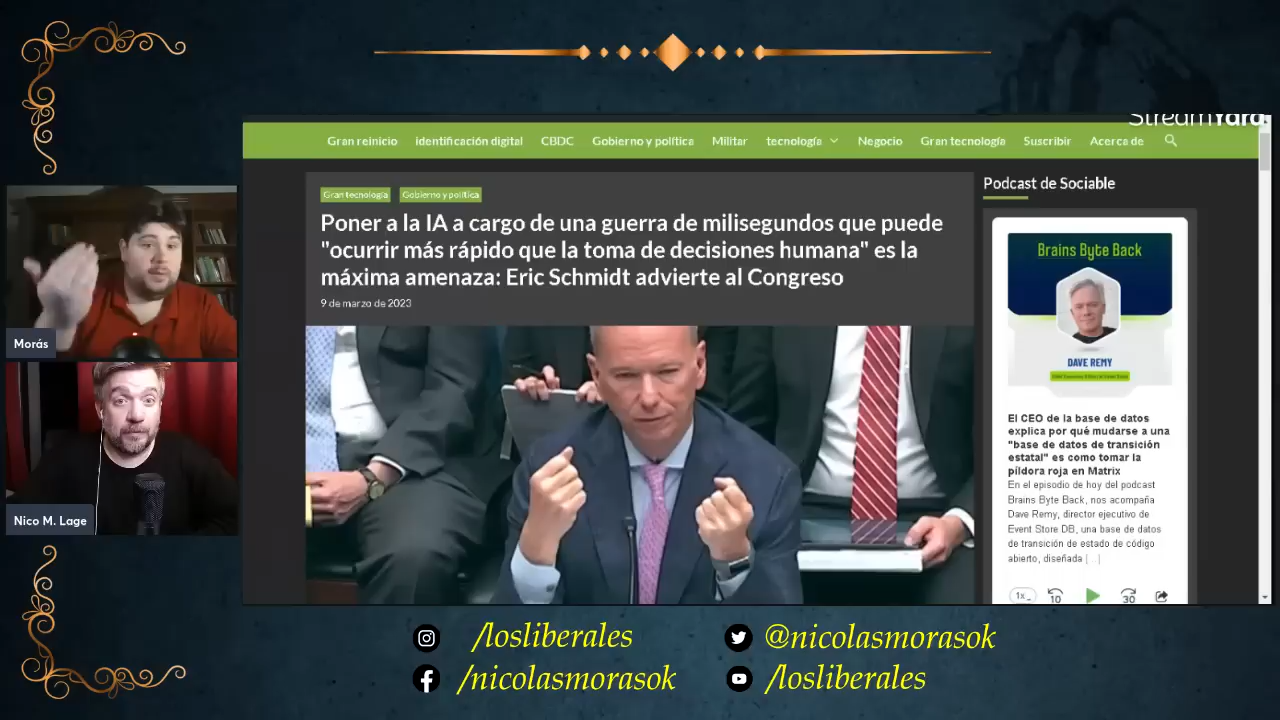 StreamYard
Gran reinicio identificación digital CBDC Gobierno y política Militar tecnología Negocio Gran tecnología Suscribir Acerca de
Gran tecnología Gobierno y política
Poner a la IA a cargo de una guerra de milisegundos que puede
"ocurrir más rápido que la toma de decisiones humana" es la
máxima amenaza: Eric Schmidt advierte al Congreso
9 de marzo de 2023
Podcast de Sociable
Brains Byte Back
DAVE REMY
El CEO de la base de datos
explica por qué mudarse a una
"base de datos de transición
estatal" es como tomar la
píldora roja en Matrix
En el episodio de hoy del podcast
Brains Byte Back, nos acompaña
Dave Remy, director ejecutivo de
Event Store DB, una base de datos
de transición de estado de código
abierto, diseñada [...]
1x 10 30
Morás
Nico M. Lage
/losliberales @nicolasmorasok
/nicolasmorasok /losliberales